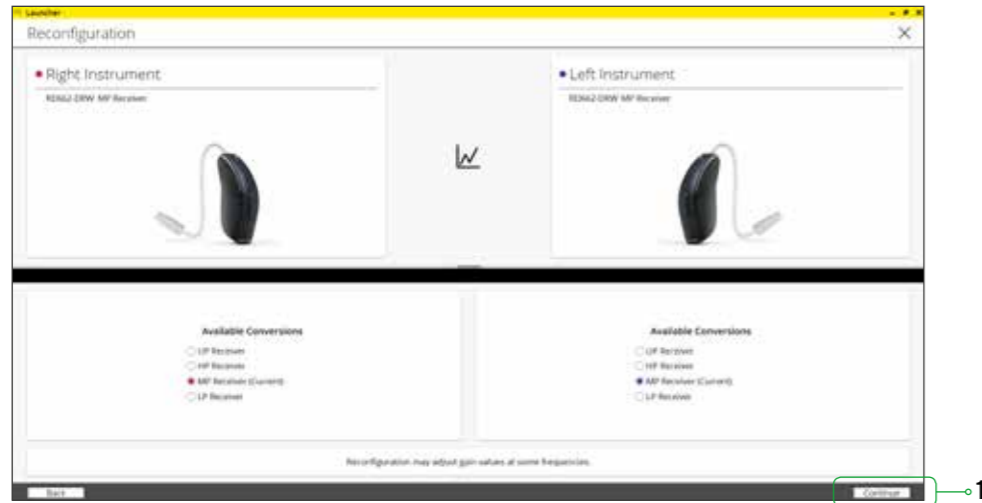 Launcher
Reconfiguration
Right Instrument
MP Receiver
Left Instrument
MP Receiver
Available Conversions
UP Receiver
HP Receiver
MP Receiver (Current)
LP Receiver
Available Conversions
UP Receiver
HP Receiver
MP Receiver (Current)
LP Receiver
Reconfiguration may adjust gain values at some frequencies.
Back
Continue
1